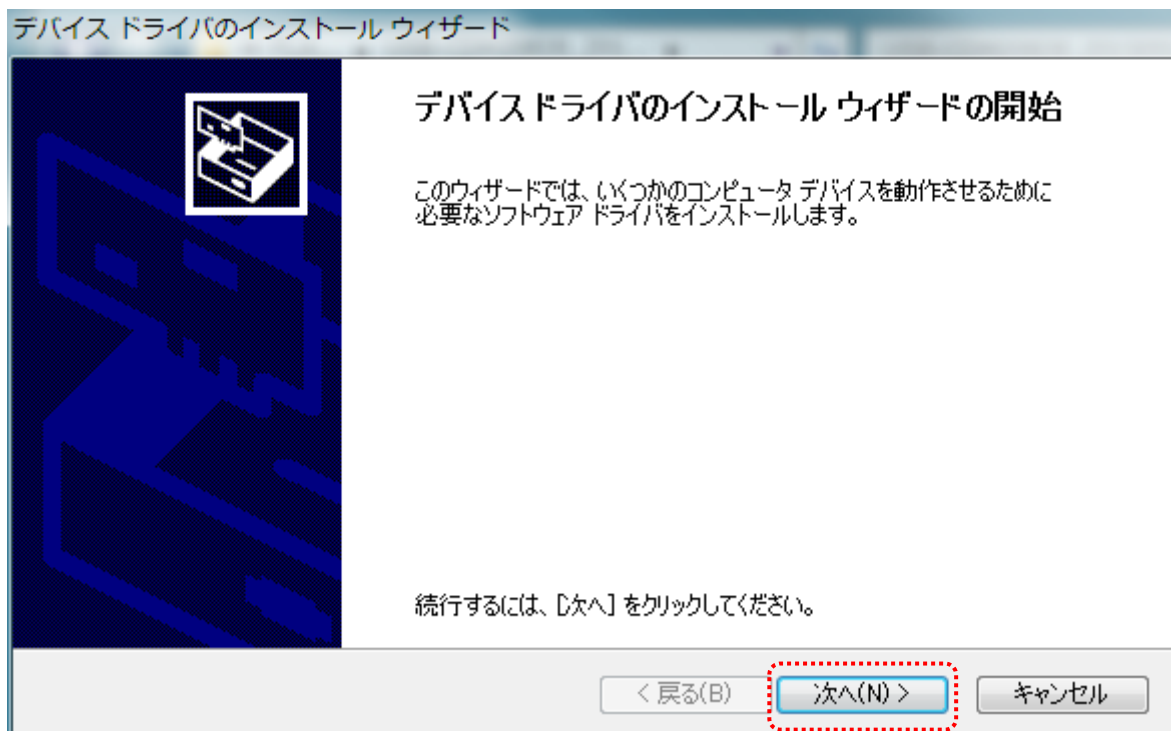 デバイス ドライバのインストール ウィザード
デバイス ドライバのインストール ウィザードの開始
このウィザードでは、いくつかのコンピュータ デバイスを動作させるために
必要なソフトウェア ドライバをインストールします。
続行するには、[次へ] をクリックしてください。
< 戻る(B)
次へ(N) >
キャンセル